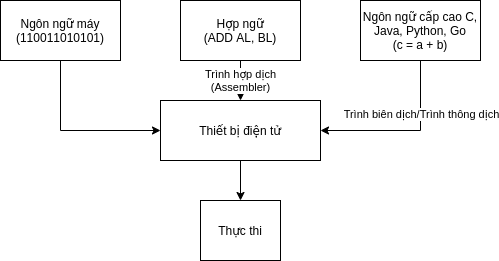 Ngôn ngữ máy
(110011010101)
Hợp ngữ
(ADD AL, BL)
Ngôn ngữ cấp cao C,
Java, Python, Go
(c = a + b)
Trình hợp dịch
(Assembler)
Trình biên dịch/Trình thông dịch
Thiết bị điện tử
Thực thi